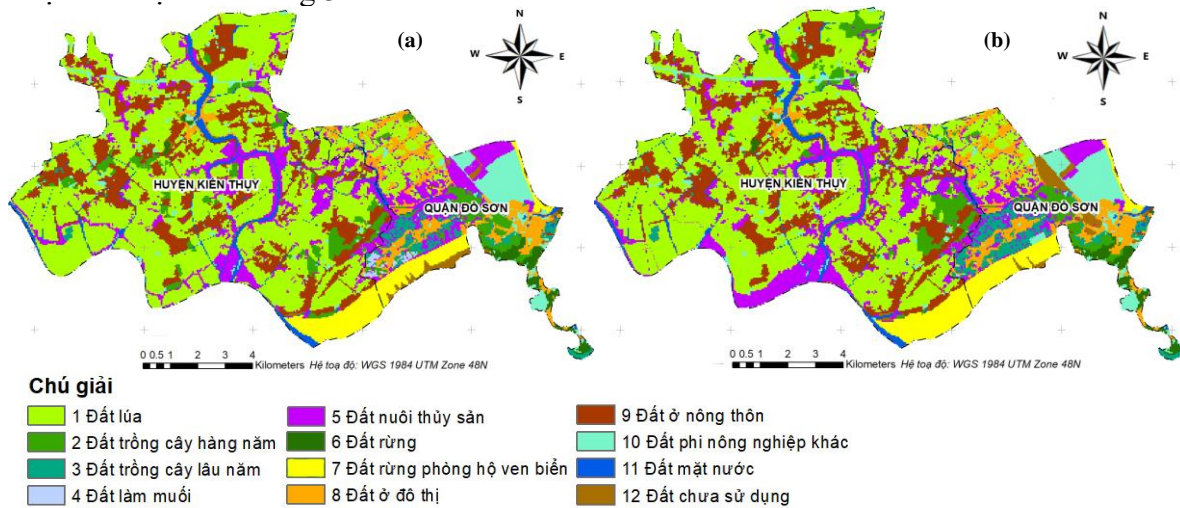 (a)
N
W E
S
HUYỆN KIẾN THỤY
QUẬN ĐỒ SƠN
0 0.5 1 2 3 4
Kilometers Hệ toạ độ: WGS 1984 UTM Zone 48N
(b)
N
W E
S
HUYỆN KIẾN THỤY
QUẬN ĐỒ SƠN
0 0.5 1 2 3 4
Kilometers Hệ toạ độ: WGS 1984 UTM Zone 48N
Chú giải
1 Đất lúa
2 Đất trồng cây hàng năm
3 Đất trồng cây lâu năm
4 Đất làm muối
5 Đất nuôi thủy sản
6 Đất rừng
7 Đất rừng phòng hộ ven biển
8 Đất ở đô thị
9 Đất ở nông thôn
10 Đất phi nông nghiệp khác
11 Đất mặt nước
12 Đất chưa sử dụng